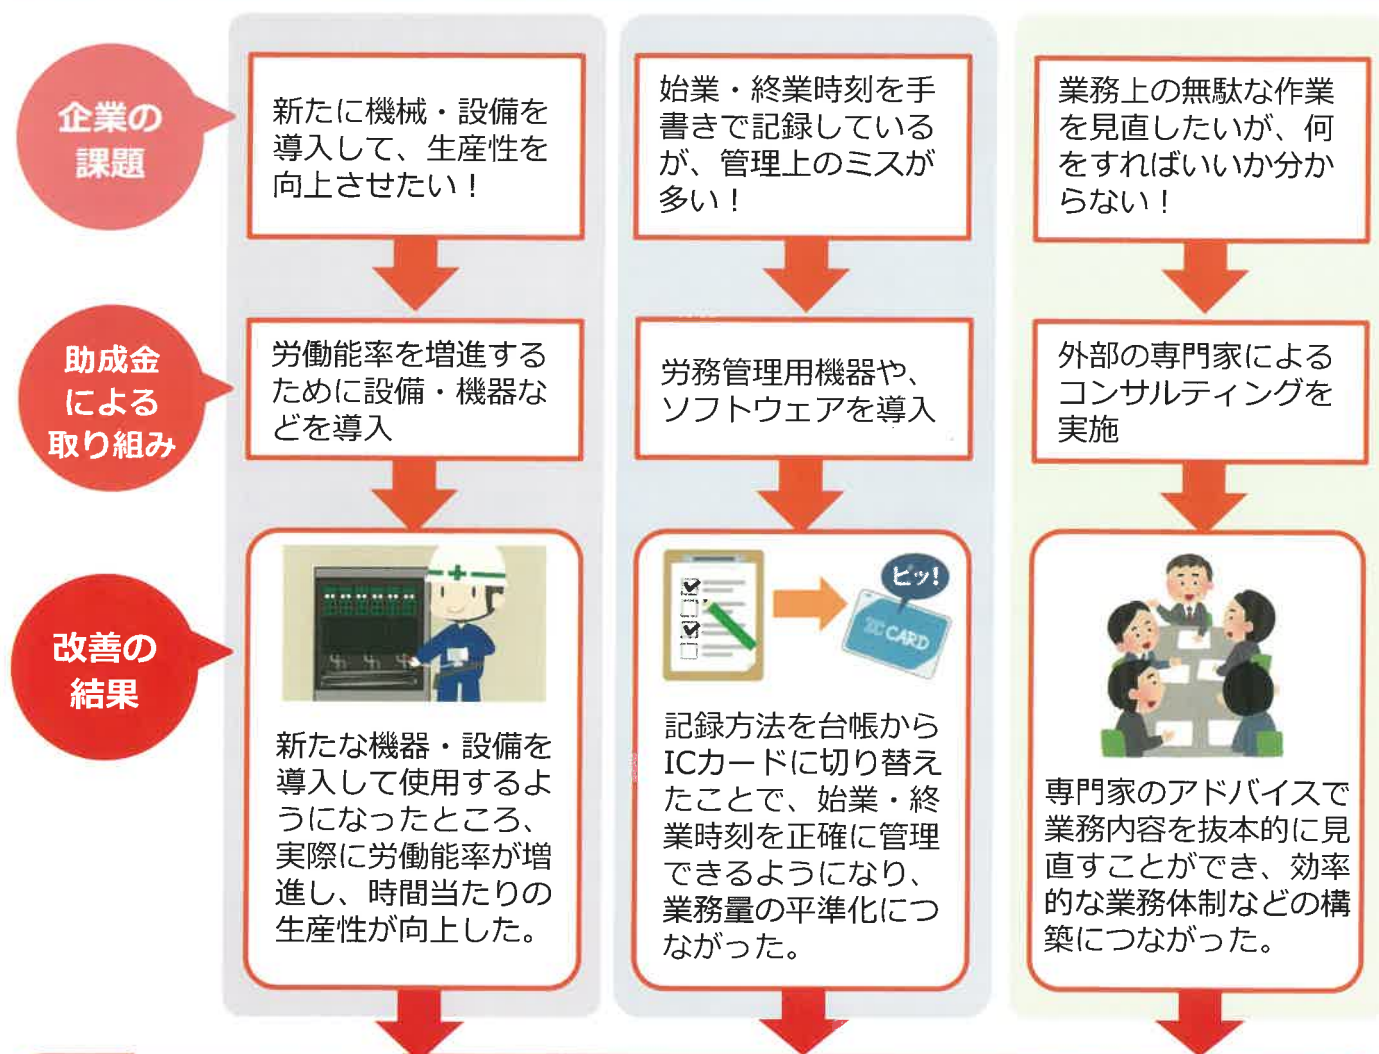 企業の
課題
新たに機械・設備を
導入して、生産性を
向上させたい！
始業・終業時刻を手
書きで記録している
が、管理上のミスが
多い！
業務上の無駄な作業
を見直したいが、何
をすればいいか分か
らない！
助成金
による
取り組み
労働能率を増進する
ために設備・機器な
どを導入
労務管理用機器や、
ソフトウェアを導入
外部の専門家による
コンサルティングを
実施
改善の
結果
新たな機器・設備を
導入して使用するよ
うになったところ、
実際に労働能率が増
進し、時間当たりの
生産性が向上した。
ピッ!
IC CARD
記録方法を台帳から
ICカードに切り替え
たことで、始業・終
業時刻を正確に管理
できるようになり、
業務量の平準化につ
ながった。
専門家のアドバイスで
業務内容を抜本的に見
直すことができ、効率
的な業務体制などの構
築につながった。